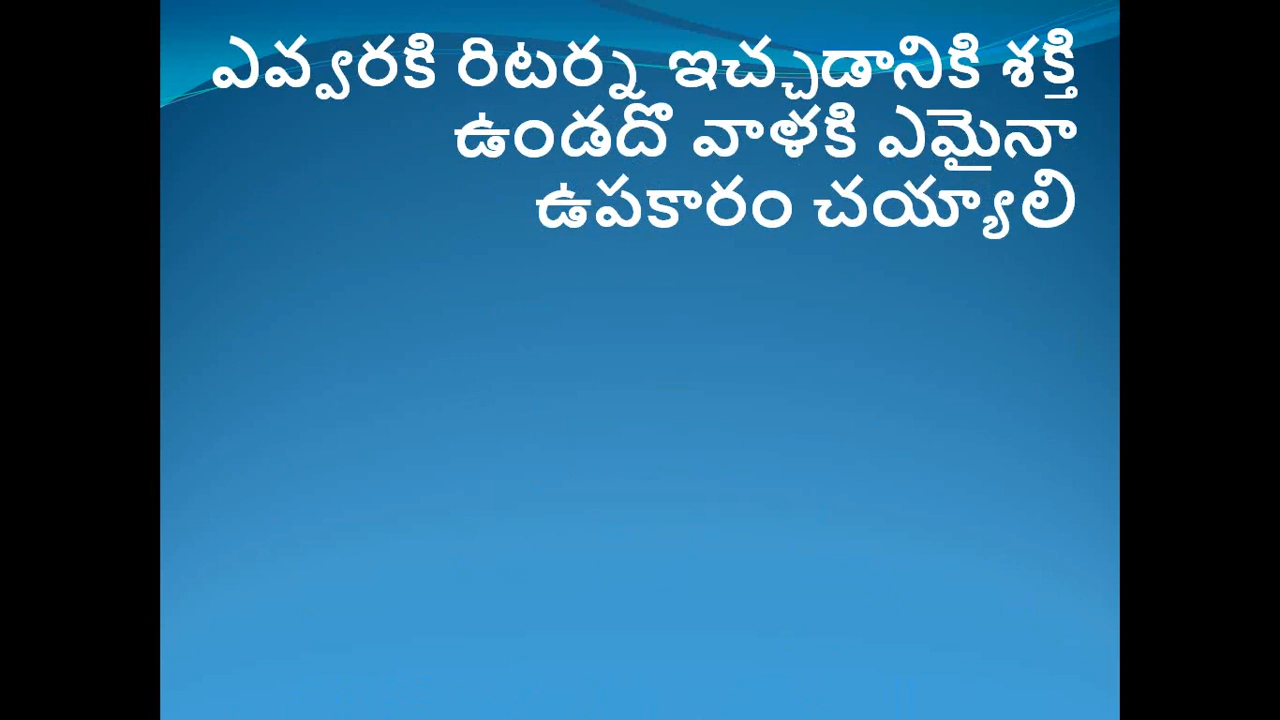 ఎవ్వరకి రిటర్న ఇచ్చడానికి శక్తి
ఉండదొ వాళకి ఎమైనా
ఉపకారం చయ్యాలి